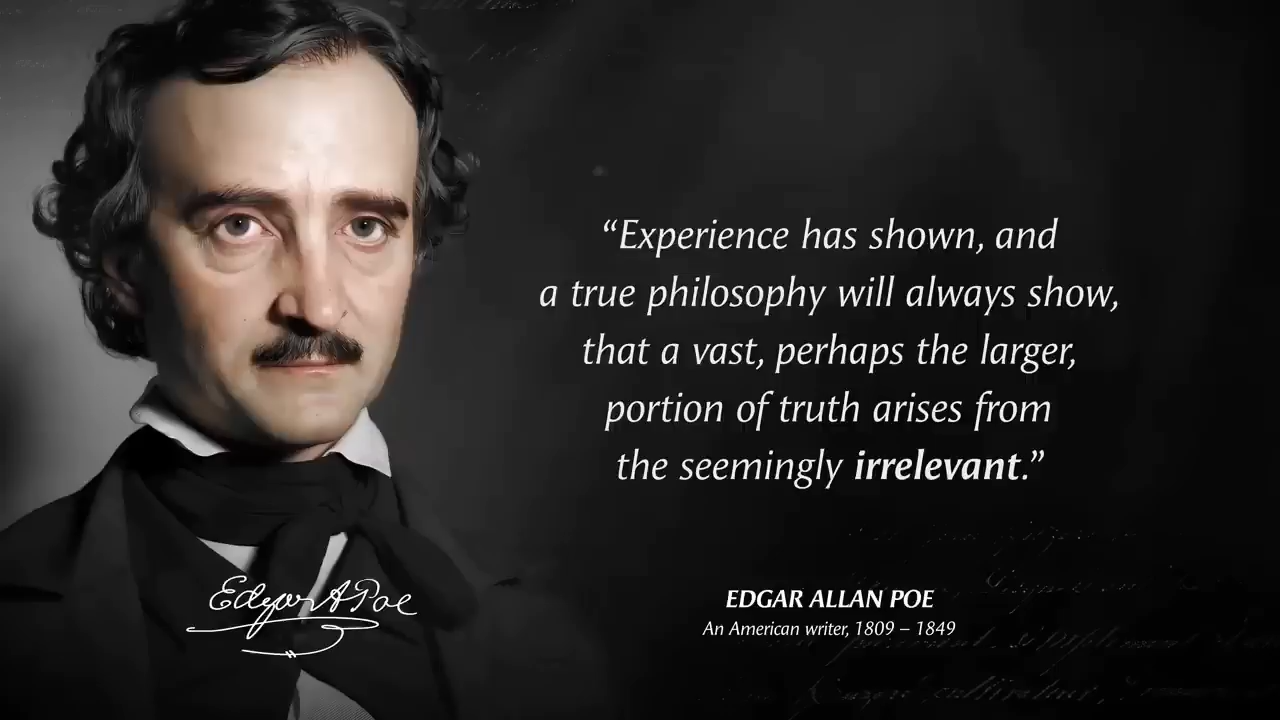 “Experience has shown, and
a true philosophy will always show,
that a vast, perhaps the larger,
portion of truth arises from
the seemingly irrelevant.”
Edgar A Poe
EDGAR ALLAN POE
An American writer, 1809 – 1849